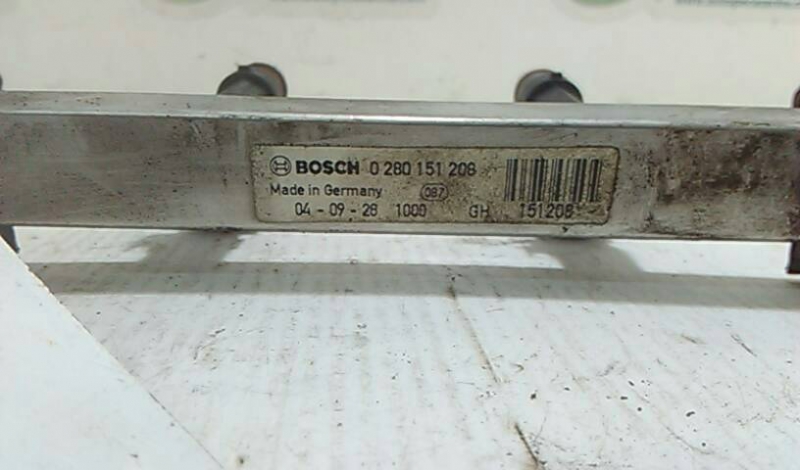 BOSCH 0 280 151 208
Made in Germany 087
04 - 09 - 28 1000 GH 151208